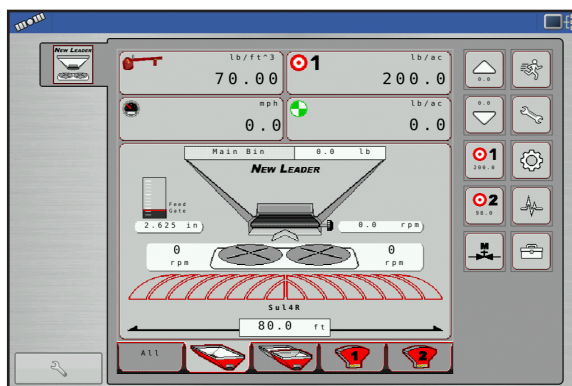 NEW LEADER
lb/ft^3
70.00
1
lb/ac
200.0
mph
0.0
lb/ac
0.0
Main Bin
0.0 lb
NEW LEADER
Feed
Gate
2.625 in
0.0 rpm
0
rpm
0
rpm
Sul4R
80.0 ft
All
1
2
0.0
0.0
1
200.0
2
90.0
M